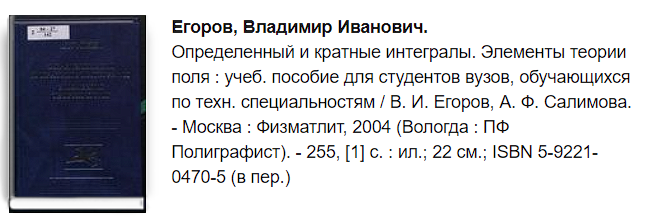 Егоров, Владимир Иванович.
Определенный и кратные интегралы. Элементы теории
поля : учеб. пособие для студентов вузов, обучающихся
по техн. специальностям / В. И. Егоров, А. Ф. Салимова.
- Москва : Физматлит, 2004 (Вологда : ПФ
Полиграфист). - 255, [1] с. : ил.; 22 см.; ISBN 5-9221-
0470-5 (в пер.)